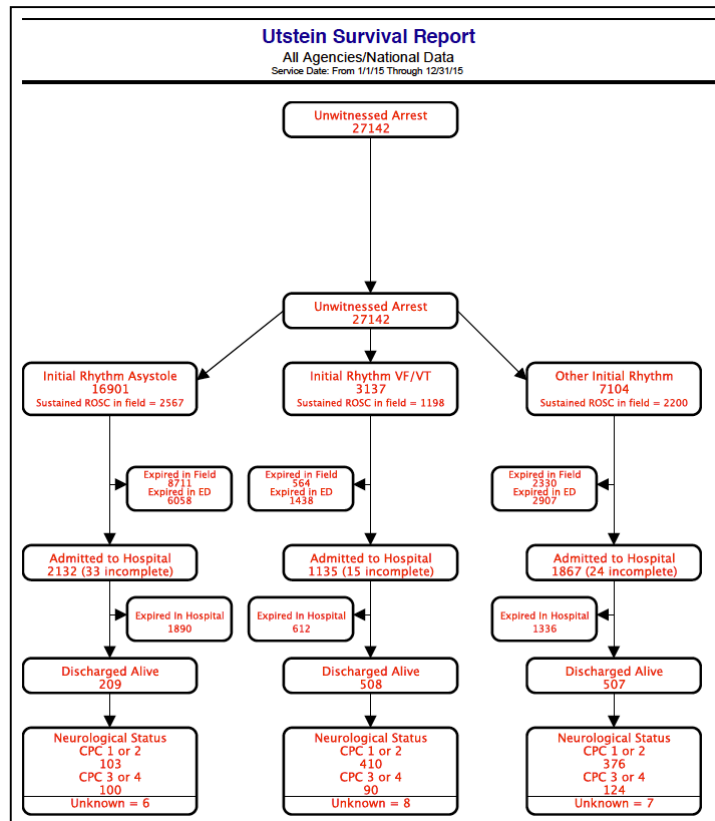 Utstein Survival Report
All Agencies/National Data
Service Date: From 1/1/15 Through 12/31/15
Unwitnessed Arrest
27142
Unwitnessed Arrest
27142
Initial Rhythm Asystole
16901
Sustained ROSC in field = 2567
Initial Rhythm VF/VT
3137
Sustained ROSC in field = 1198
Other Initial Rhythm
7104
Sustained ROSC in field = 2200
Expired in Field
8711
Expired in ED
6058
Expired in Field
564
Expired in ED
1438
Expired in Field
2330
Expired in ED
2907
Admitted to Hospital
2132 (33 incomplete)
Admitted to Hospital
1135 (15 incomplete)
Admitted to Hospital
1867 (24 incomplete)
Expired In Hospital
1890
Expired In Hospital
612
Expired In Hospital
1336
Discharged Alive
209
Discharged Alive
508
Discharged Alive
507
Neurological Status
CPC 1 or 2
103
CPC 3 or 4
100
Unknown = 6
Neurological Status
CPC 1 or 2
410
CPC 3 or 4
90
Unknown = 8
Neurological Status
CPC 1 or 2
376
CPC 3 or 4
124
Unknown = 7